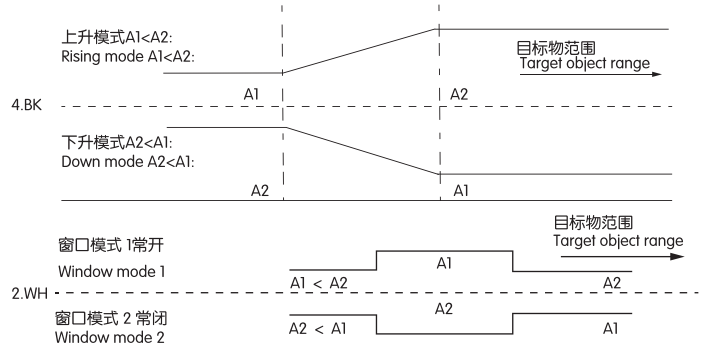 上升模式A1<A2:
Rising mode A1<A2:
目标物范围
Target object range
A1
A2
4.BK
下升模式A2<A1:
Down mode A2<A1:
A2
A1
目标物范围
Target object range
窗口模式 1常开
Window mode 1
A1
A1 < A2
A2
2.WH
窗口模式 2 常闭
Window mode 2
A2
A2 < A1
A1